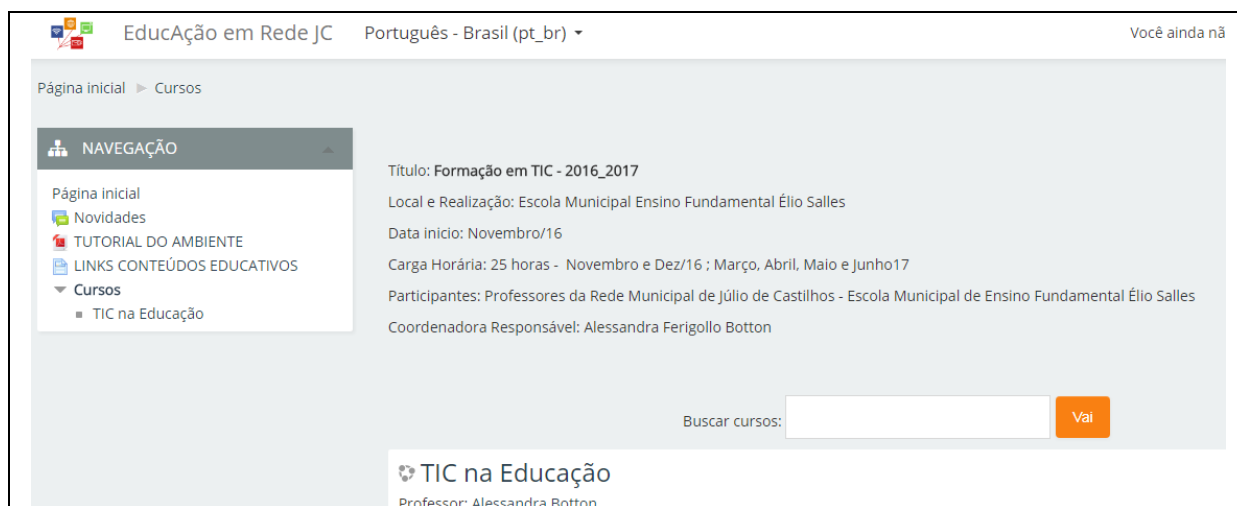 EducAção em Rede JC Português - Brasil (pt_br) Você ainda nã
Página inicial Cursos
NAVEGAÇÃO
Página inicial
Novidades
TUTORIAL DO AMBIENTE
LINKS CONTEÚDOS EDUCATIVOS
Cursos
TIC na Educação
Título: Formação em TIC - 2016_2017
Local e Realização: Escola Municipal Ensino Fundamental Élio Salles
Data inicio: Novembro/16
Carga Horária: 25 horas - Novembro e Dez/16 ; Março, Abril, Maio e Junho17
Participantes: Professores da Rede Municipal de Júlio de Castilhos - Escola Municipal de Ensino Fundamental Élio Salles
Coordenadora Responsável: Alessandra Ferigollo Botton
Buscar cursos: Vai
TIC na Educação
Professor: Alessandra Botton